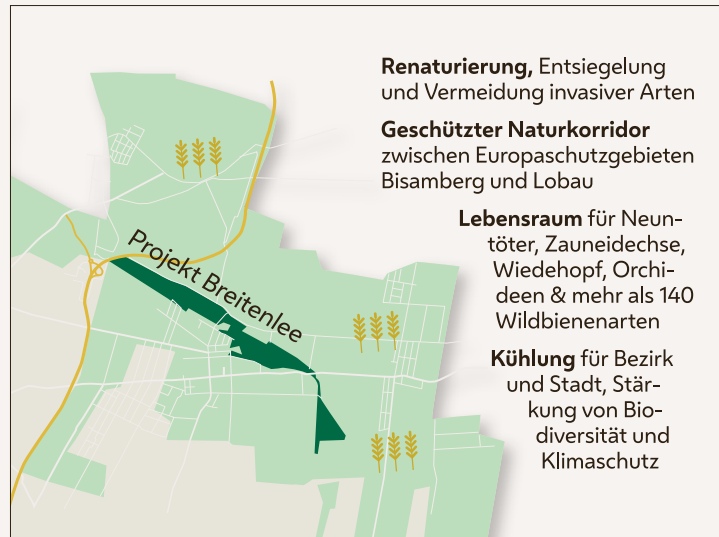 Renaturierung, Entsiegelung
und Vermeidung invasiver Arten
Geschützter Naturkorridor
zwischen Europaschutzgebieten
Bisamberg und Lobau
Lebensraum für Neun-
töter, Zauneidechse,
Wiedehopf, Orchi-
deen & mehr als 140
Wildbienenarten
Kühlung für Bezirk
und Stadt, Stär-
kung von Bio-
diversität und
Klimaschutz
Projekt Breitenlee